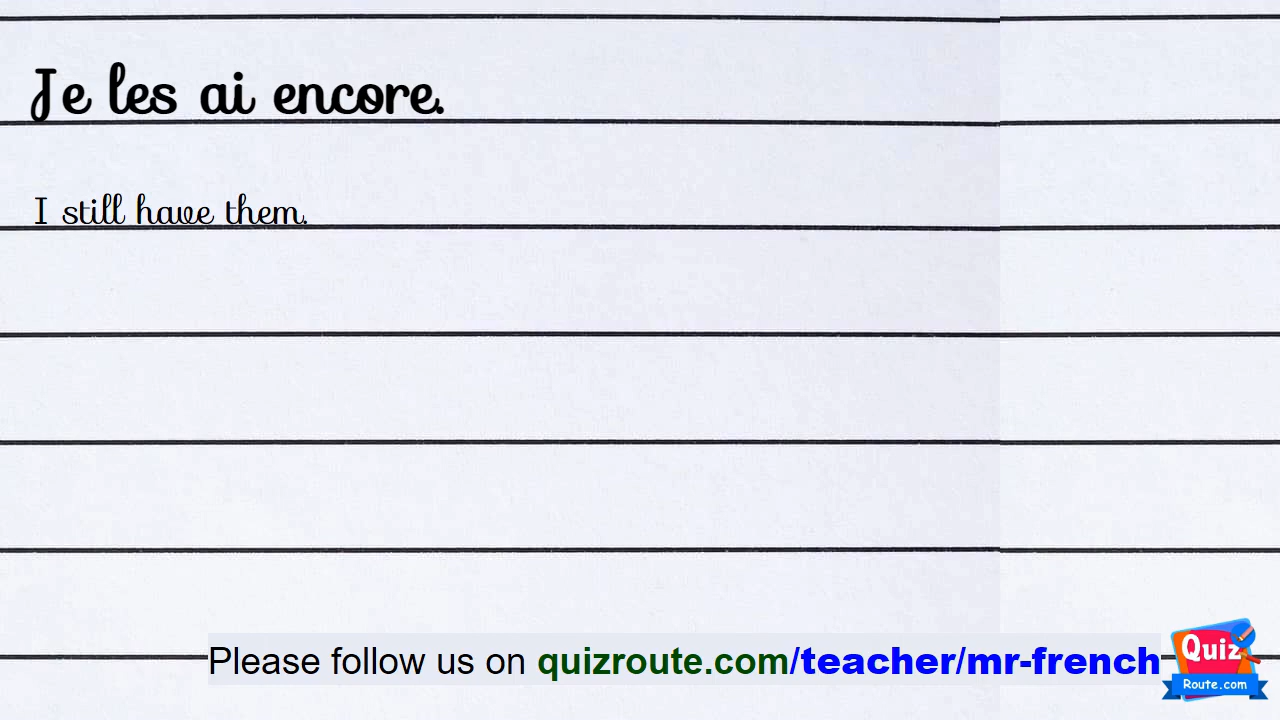 Je les ai encore.
I still have them.
Please follow us on quizroute.com/teacher/mr-french
Quiz
Route.com